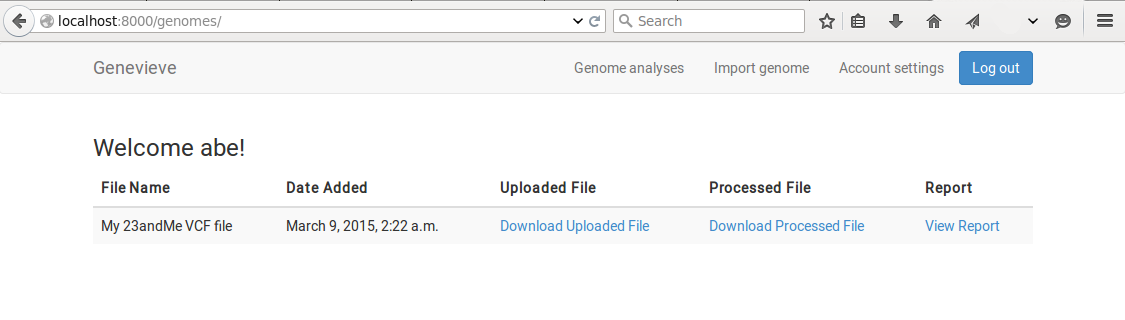 localhost:8000/genomes/ Search
Genevieve Genome analyses Import genome Account settings Log out
Welcome abe!
File Name Date Added Uploaded File Processed File Report
My 23andMe VCF file March 9, 2015, 2:22 a.m. Download Uploaded File Download Processed File View Report